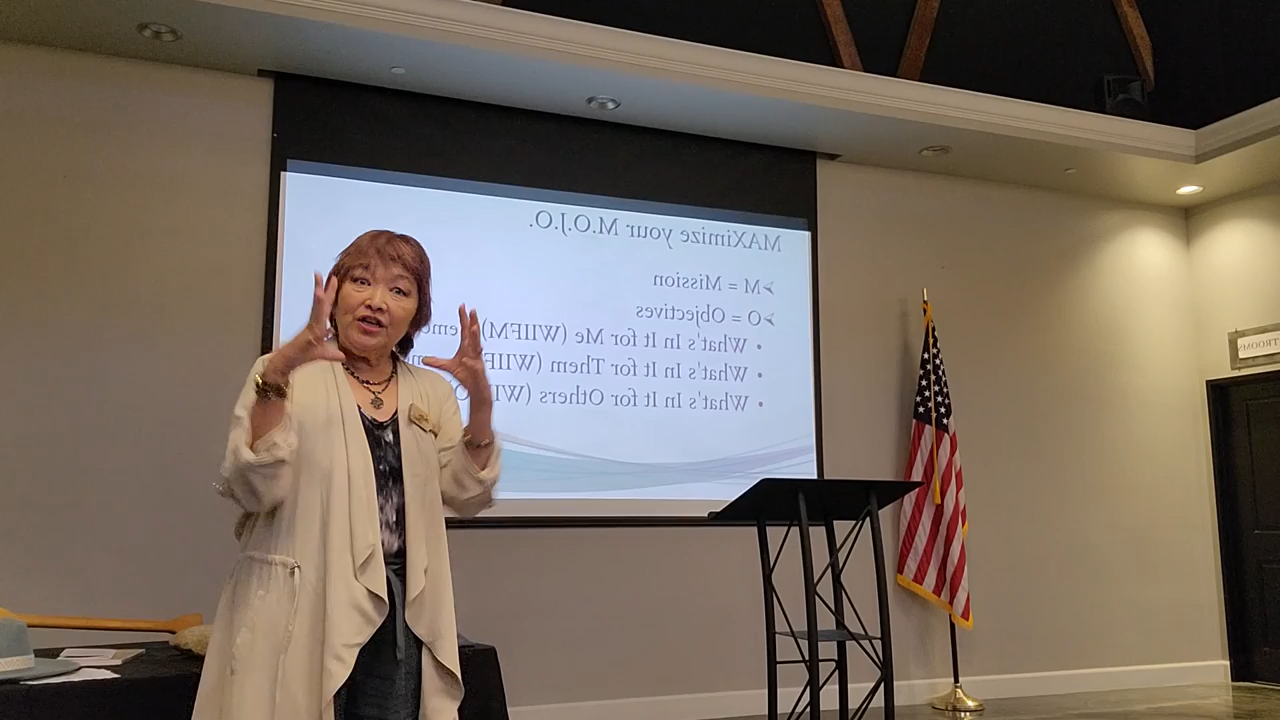 MAXimize your M.O.J.O.
➢M = Mission
➢O = Objectives
• What's In It for Me (WIIFM)
• What's In It for Them
• What's In It for Others